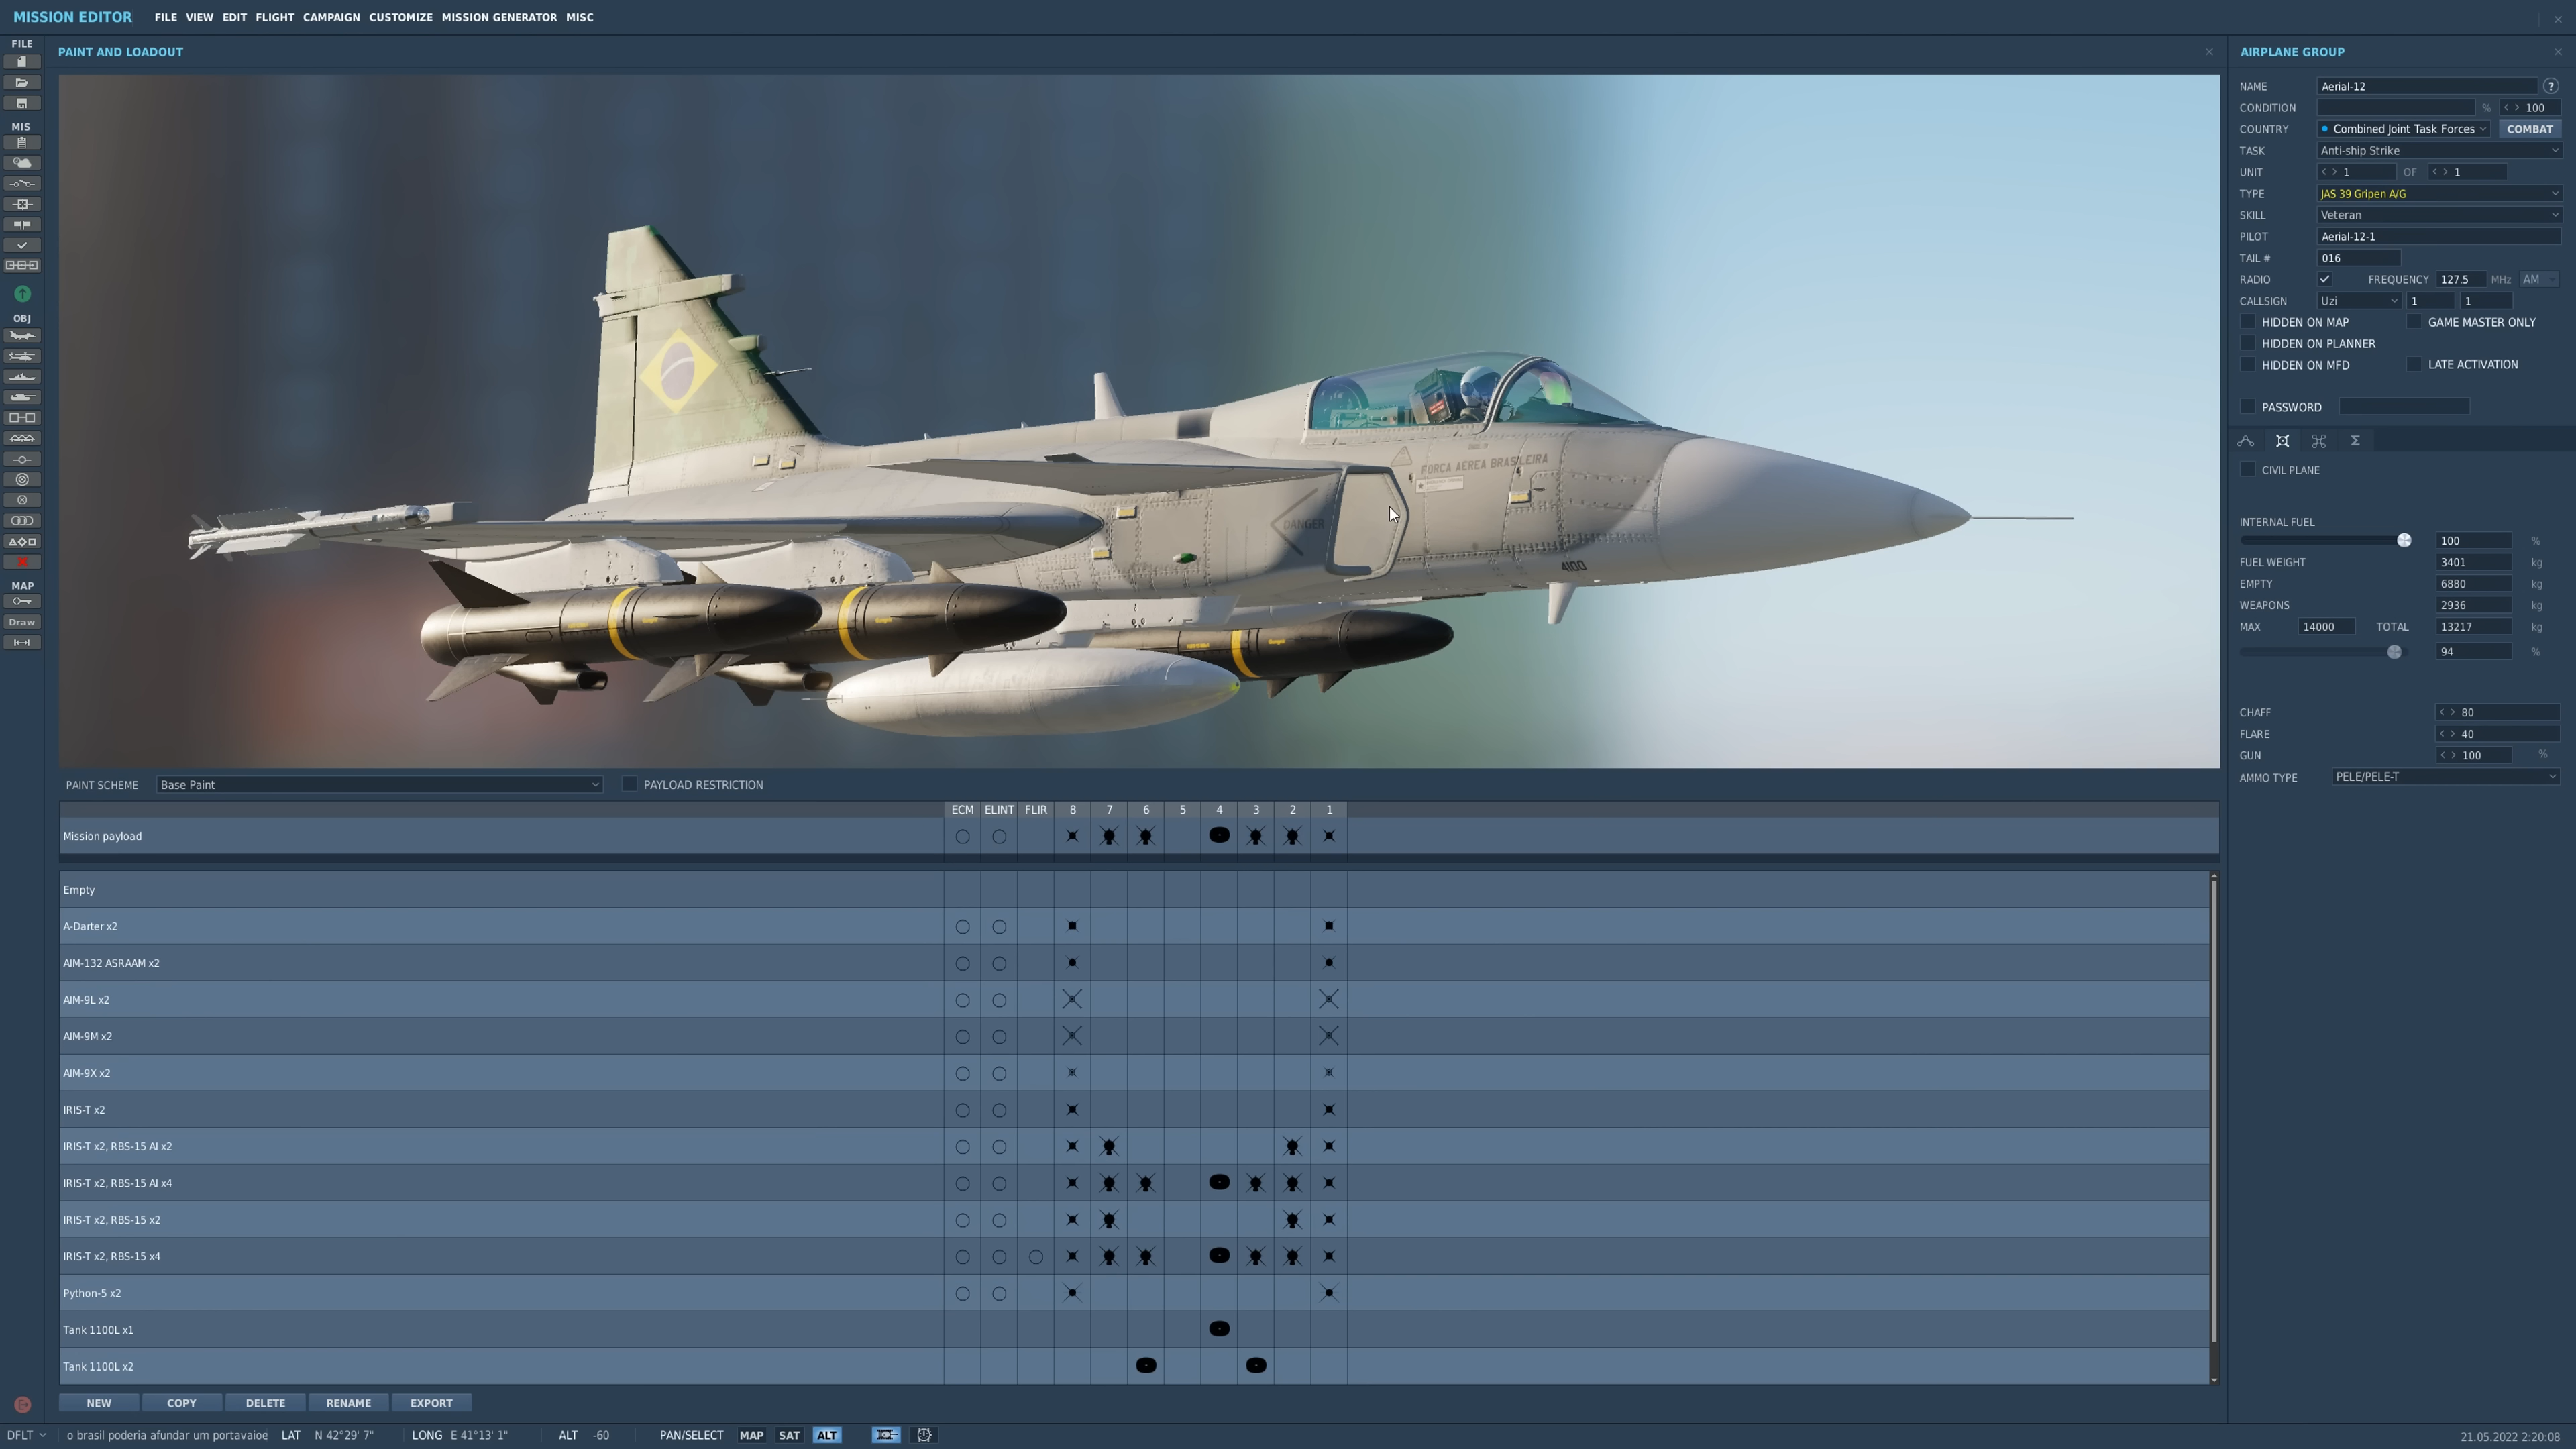 MISSION EDITOR FILE VIEW EDIT FLIGHT CAMPAIGN CUSTOMIZE MISSION GENERATOR MISC
FILE
MIS
OBJ
MAP
Draw
PAINT AND LOADOUT
FORÇA AEREA BRASILEIRA
DANGER
4100
PAINT SCHEME Base Paint PAYLOAD RESTRICTION
ECM ELINT FLIR 8 7 6 5 4 3 2 1
Mission payload
Empty
A-Darter x2
AIM-132 ASRAAM x2
AIM-9L x2
AIM-9M x2
AIM-9X x2
IRIS-T x2
IRIS-T x2, RBS-15 AI x2
IRIS-T x2, RBS-15 AI x4
IRIS-T x2, RBS-15 x2
IRIS-T x2, RBS-15 x4
Python-5 x2
Tank 1100L x1
Tank 1100L x2
NEW COPY DELETE RENAME EXPORT
AIRPLANE GROUP
NAME Aerial-12 ?
CONDITION % < > 100
COUNTRY Combined Joint Task Forces COMBAT
TASK Anti-ship Strike
UNIT < > 1 OF < > 1
TYPE JAS 39 Gripen A/G
SKILL Veteran
PILOT Aerial-12-1
TAIL # 016
RADIO FREQUENCY 127.5 MHz AM
CALLSIGN Uzi 1 1
HIDDEN ON MAP GAME MASTER ONLY
HIDDEN ON PLANNER
HIDDEN ON MFD LATE ACTIVATION
PASSWORD
CIVIL PLANE
INTERNAL FUEL
100 %
FUEL WEIGHT 3401 kg
EMPTY 6880 kg
WEAPONS 2936 kg
MAX 14000 TOTAL 13217 kg
94 %
CHAFF < > 80
FLARE < > 40
GUN < > 100 %
AMMO TYPE PELE/PELE-T
DFLT o brasil poderia afundar um portavaioe LAT N 42°29' 7" LONG E 41°13' 1" ALT -60 PAN/SELECT MAP SAT ALT 21.05.2022 2:20:08